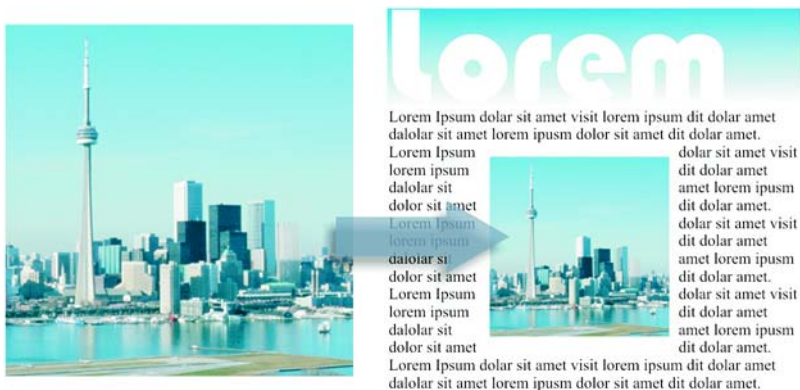 Lorem
Lorem Ipsum dolar sit amet visit lorem ipsum dit dolar amet
dalolar sit amet lorem ipusm dolor sit amet dit dolar amet.
Lorem Ipsum dolar sit amet visit
lorem ipsum dit dolar amet
dalolar sit amet lorem ipusm
dolor sit amet dit dolar amet.
Lorem Ipsum dolar sit amet visit
lorem ipsum dit dolar amet
dalolar sit amet lorem ipusm
dolor sit amet dit dolar amet.
Lorem Ipsum dolar sit amet visit
lorem ipsum dit dolar amet
dalolar sit amet lorem ipusm
dolor sit amet dit dolar amet.
Lorem Ipsum dolar sit amet visit lorem ipsum dit dolar amet
dalolar sit amet lorem ipusm dolor sit amet dit dolar amet.